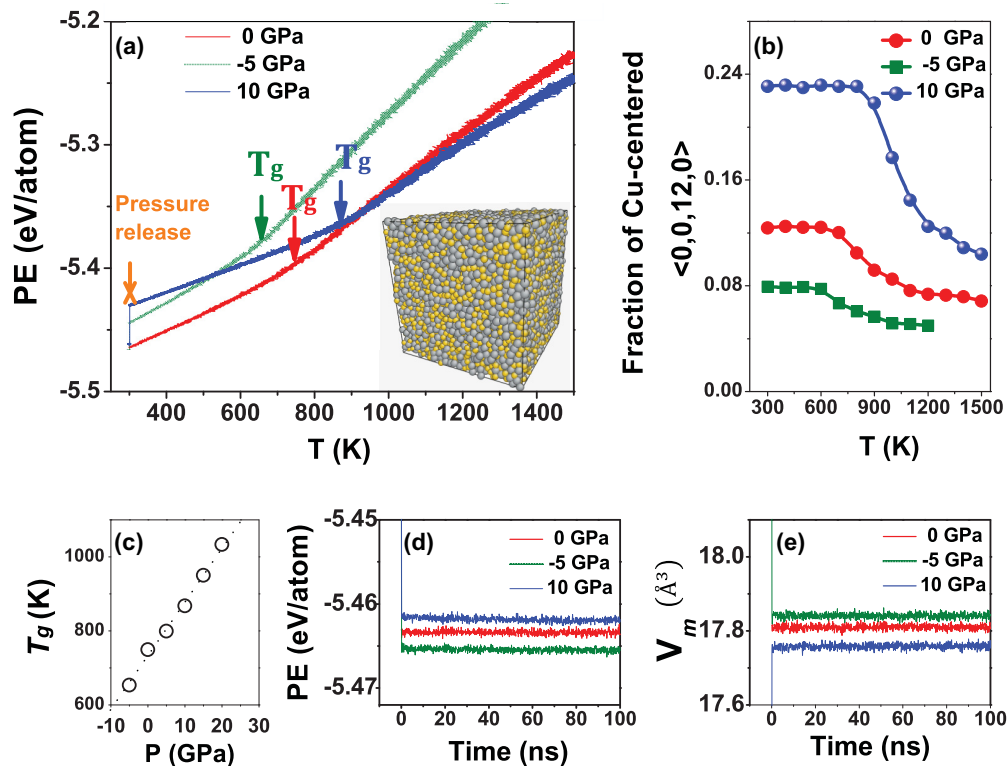 (a)
0 GPa
-5 GPa
10 GPa
Tg
Tg
Tg
Pressure
release
PE (eV/atom)
-5.2
-5.3
-5.4
-5.5
400 600 800 1000 1200 1400
T (K)
(b)
0 GPa
-5 GPa
10 GPa
Fraction of Cu-centered
<0,0,12,0>
0.24
0.16
0.08
0.00
300 600 900 1200 1500
T (K)
(c)
Tg (K)
1000
800
600
-10 0 10 20 30
P (GPa)
(d)
0 GPa
-5 GPa
10 GPa
PE (eV/atom)
-5.45
-5.46
-5.47
0 20 40 60 80 100
Time (ns)
(e)
0 GPa
-5 GPa
10 GPa
Vm (Å³)
18.0
17.8
17.6
0 20 40 60 80 100
Time (ns)